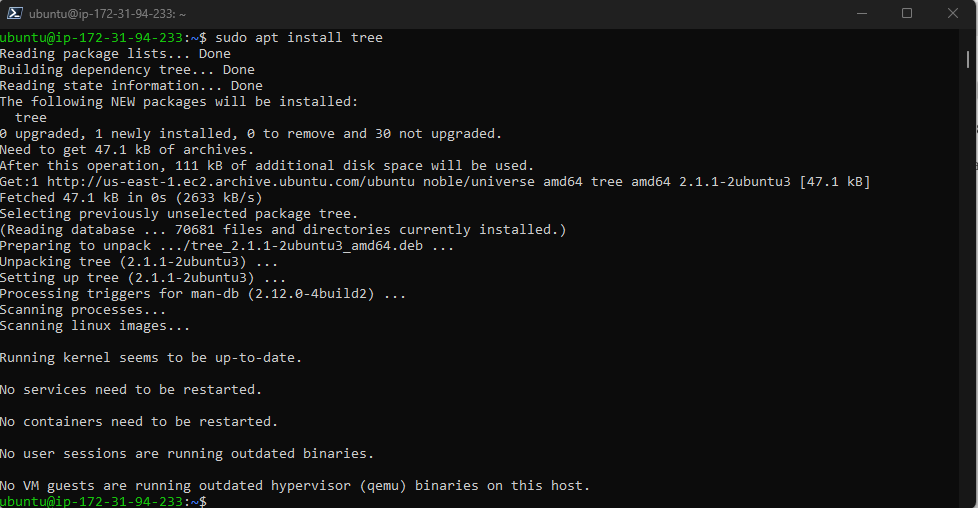 ubuntu@ip-172-31-94-233: ~
ubuntu@ip-172-31-94-233:~$ sudo apt install tree
Reading package lists... Done
Building dependency tree... Done
Reading state information... Done
The following NEW packages will be installed:
  tree
0 upgraded, 1 newly installed, 0 to remove and 30 not upgraded.
Need to get 47.1 kB of archives.
After this operation, 111 kB of additional disk space will be used.
Get:1 http://us-east-1.ec2.archive.ubuntu.com/ubuntu noble/universe amd64 tree amd64 2.1.1-2ubuntu3 [47.1 kB]
Fetched 47.1 kB in 0s (2633 kB/s)
Selecting previously unselected package tree.
(Reading database ... 70681 files and directories currently installed.)
Preparing to unpack .../tree_2.1.1-2ubuntu3_amd64.deb ...
Unpacking tree (2.1.1-2ubuntu3) ...
Setting up tree (2.1.1-2ubuntu3) ...
Processing triggers for man-db (2.12.0-4build2) ...
Scanning processes...
Scanning linux images...

Running kernel seems to be up-to-date.

No services need to be restarted.

No containers need to be restarted.

No user sessions are running outdated binaries.

No VM guests are running outdated hypervisor (qemu) binaries on this host.
ubuntu@ip-172-31-94-233:~$